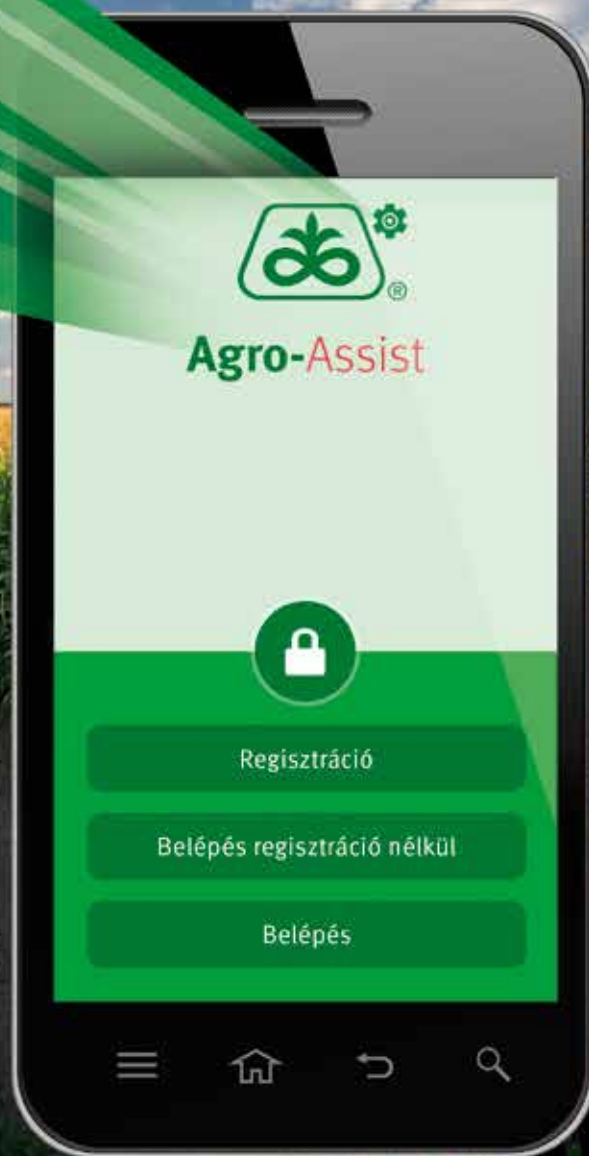 ®
Agro-Assist
Regisztráció
Belépés regisztráció nélkül
Belépés